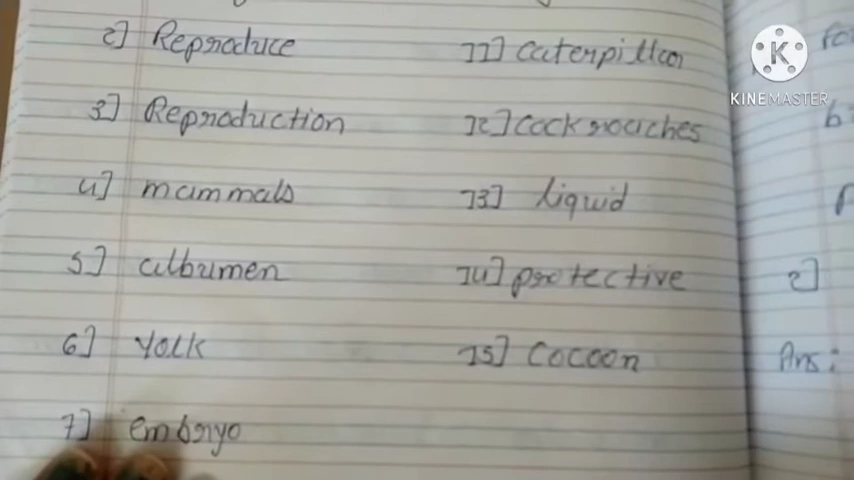 2] Reproduce
3] Reproduction
4] mammals
5] albumen
6] Yolk
7] embryo
11] caterpillar
12] cockroaches
13] liquid
14] protective
15] Cocoon
KINEMASTER
2]
Ans: